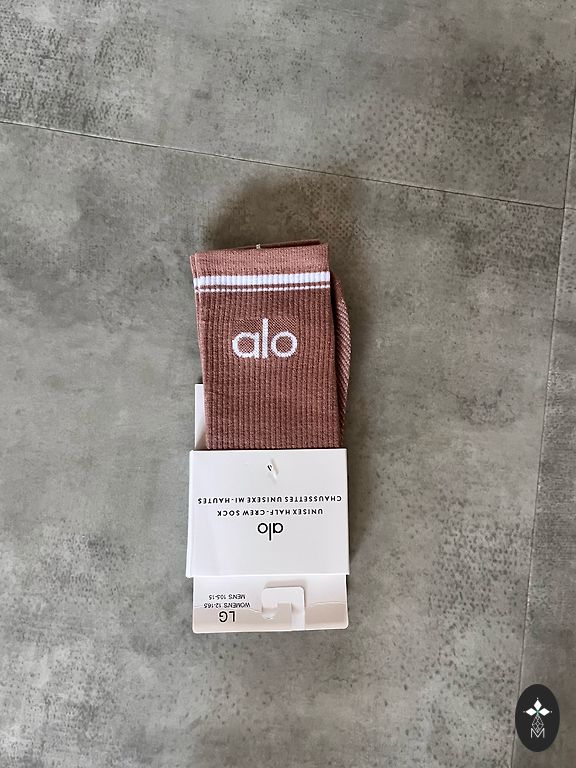 alo
alo
UNISEX HALF-CREW SOCK
CHAUSSETTES UNISEXE MI-HAUTES
LG
WOMEN'S 12-16.5
MEN'S 10.5-15
M